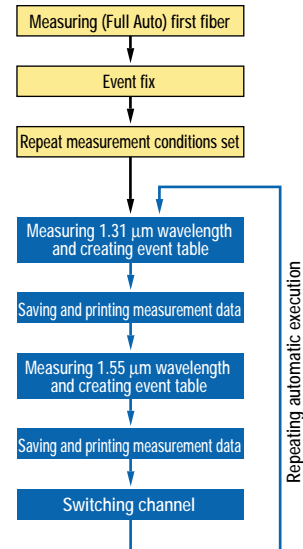 Measuring (Full Auto) first fiber
Event fix
Repeat measurement conditions set
Measuring 1.31 µm wavelength
and creating event table
Saving and printing measurement data
Measuring 1.55 µm wavelength
and creating event table
Saving and printing measurement data
Switching channel
Repeating automatic execution